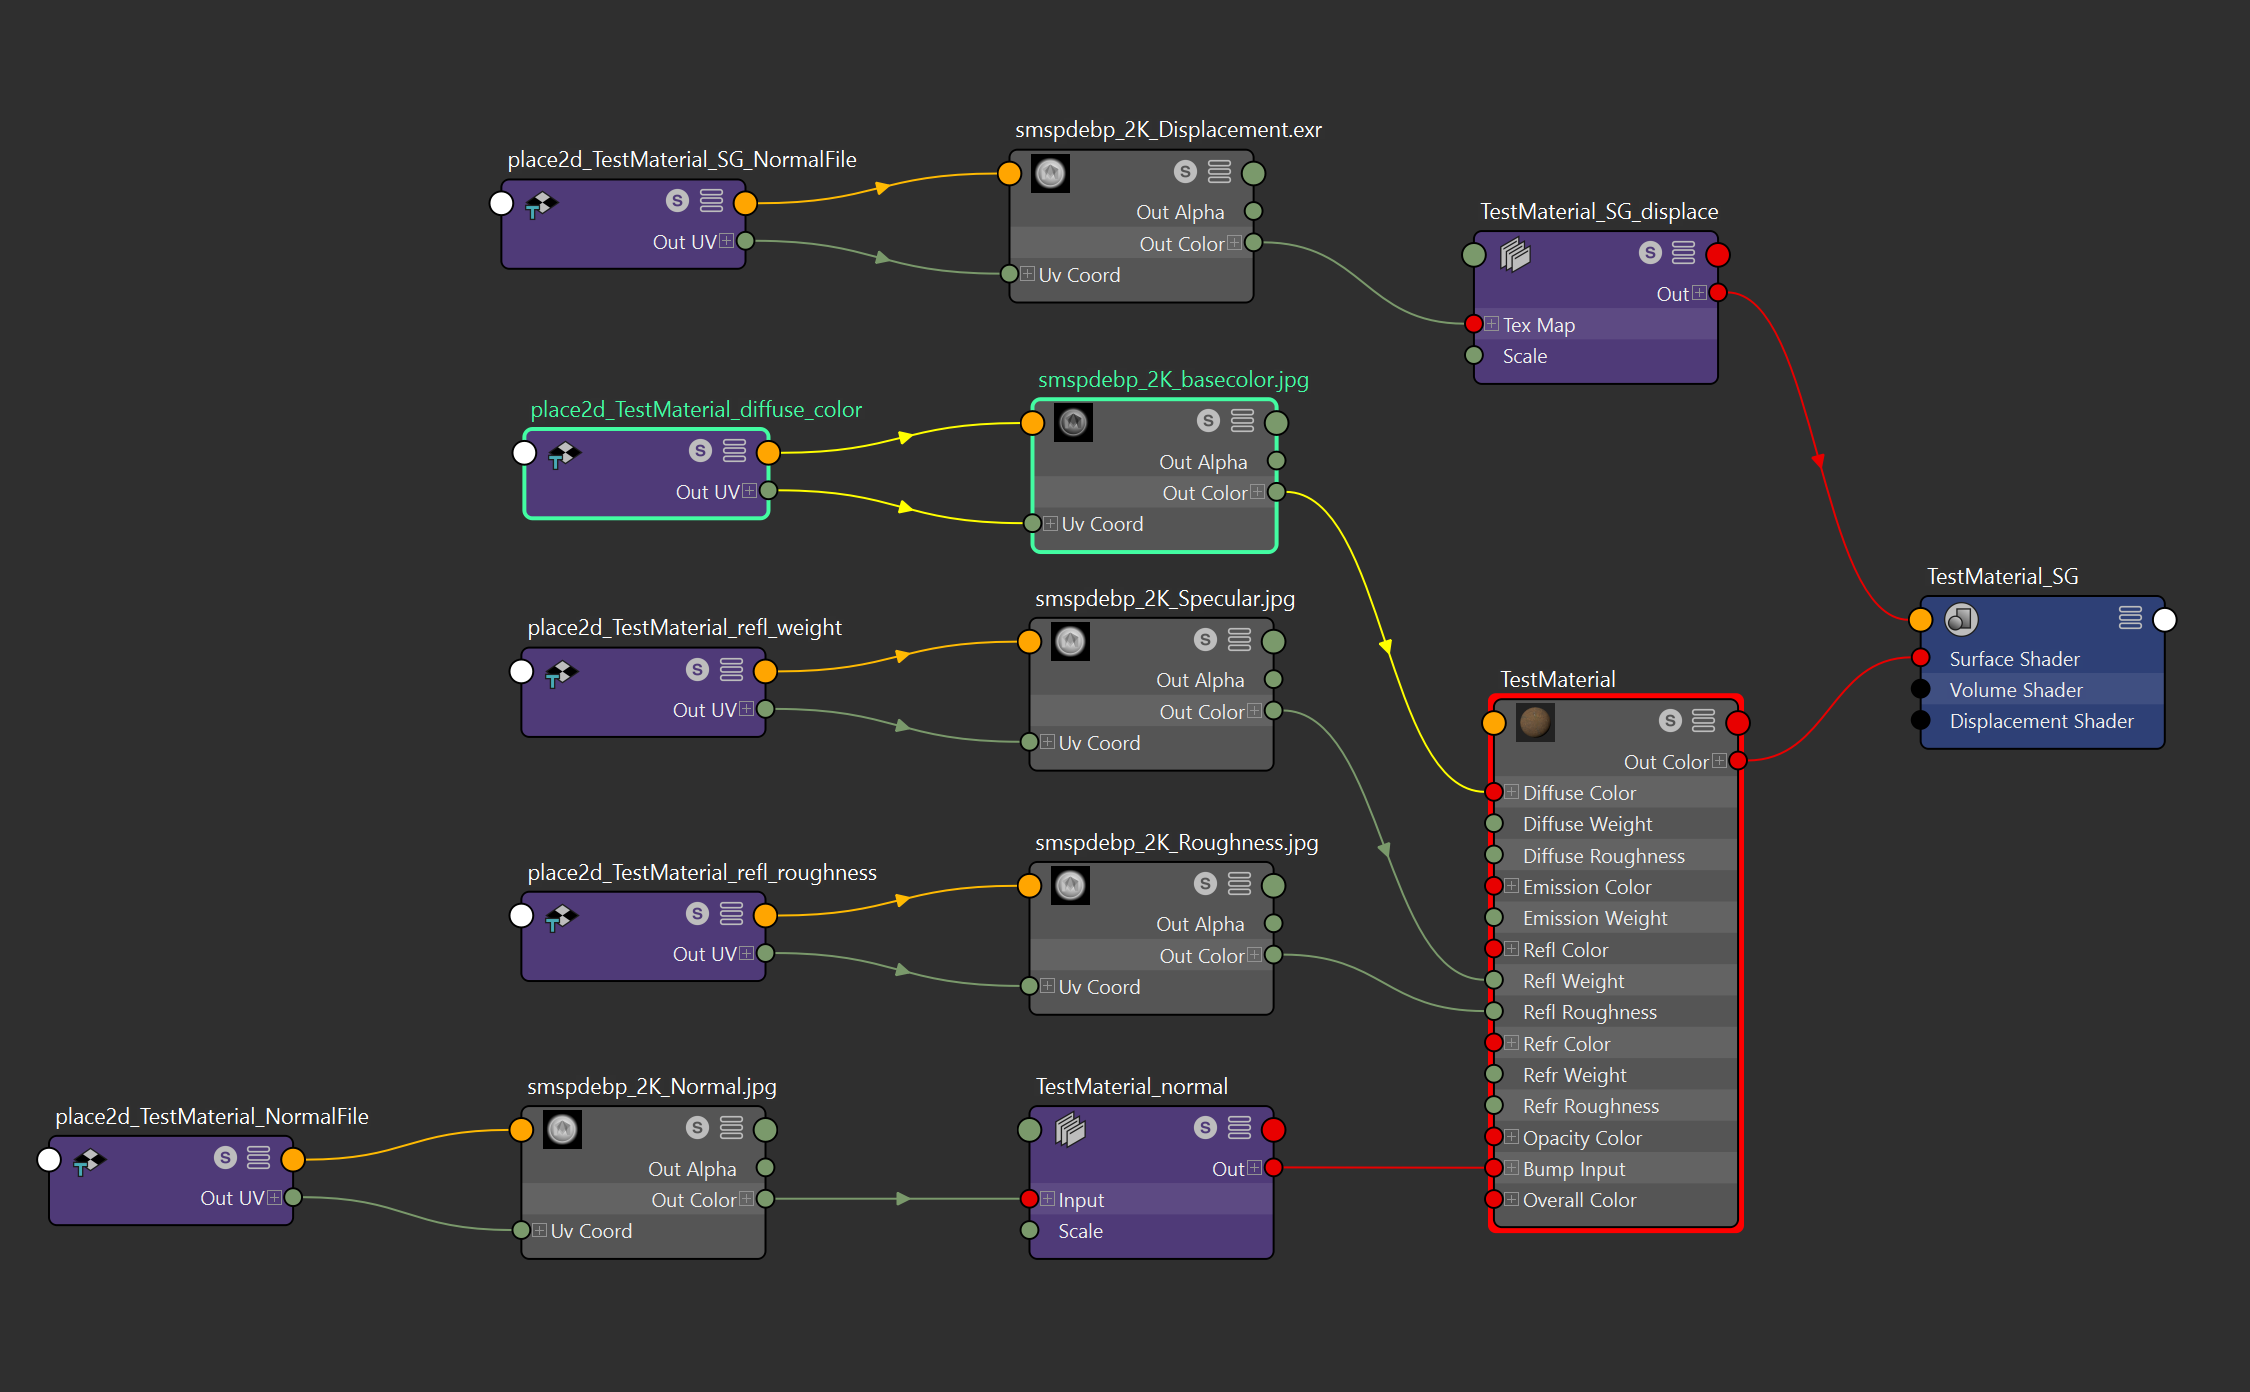 smspdebp_2K_Displacement.exr
place2d_TestMaterial_SG_NormalFile
S
S
Out UV
Out Alpha
Out Color
Uv Coord
TestMaterial_SG_displace
S
Out
Tex Map
Scale
smspdebp_2K_basecolor.jpg
place2d_TestMaterial_diffuse_color
S
S
Out UV
Out Alpha
Out Color
Uv Coord
smspdebp_2K_Specular.jpg
place2d_TestMaterial_refl_weight
S
S
Out UV
Out Alpha
Out Color
Uv Coord
TestMaterial_SG
Surface Shader
Volume Shader
Displacement Shader
TestMaterial
S
Out Color
Diffuse Color
Diffuse Weight
Diffuse Roughness
Emission Color
Emission Weight
Refl Color
Refl Weight
Refl Roughness
Refr Color
Refr Weight
Refr Roughness
Opacity Color
Bump Input
Overall Color
smspdebp_2K_Roughness.jpg
place2d_TestMaterial_refl_roughness
S
S
Out UV
Out Alpha
Out Color
Uv Coord
smspdebp_2K_Normal.jpg
place2d_TestMaterial_NormalFile
S
S
Out UV
Out Alpha
Out Color
Uv Coord
TestMaterial_normal
S
Out
Input
Scale